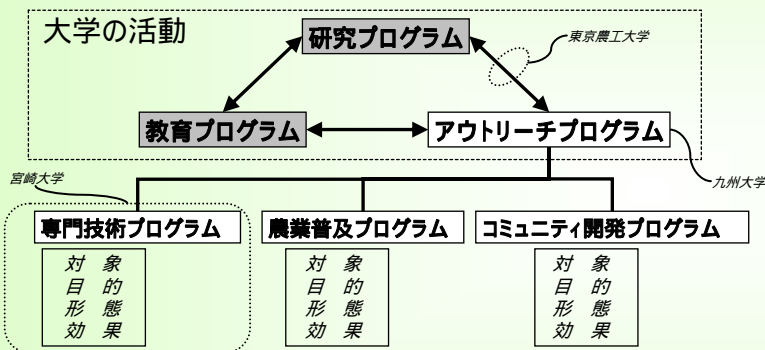 大学の活動
研究プログラム
東京農工大学
教育プログラム
アウトリーチプログラム
宮崎大学
九州大学
専門技術プログラム
農業普及プログラム
コミュニティ開発プログラム
対 象
目 的
形 態
効 果
対 象
目 的
形 態
効 果
対 象
目 的
形 態
効 果